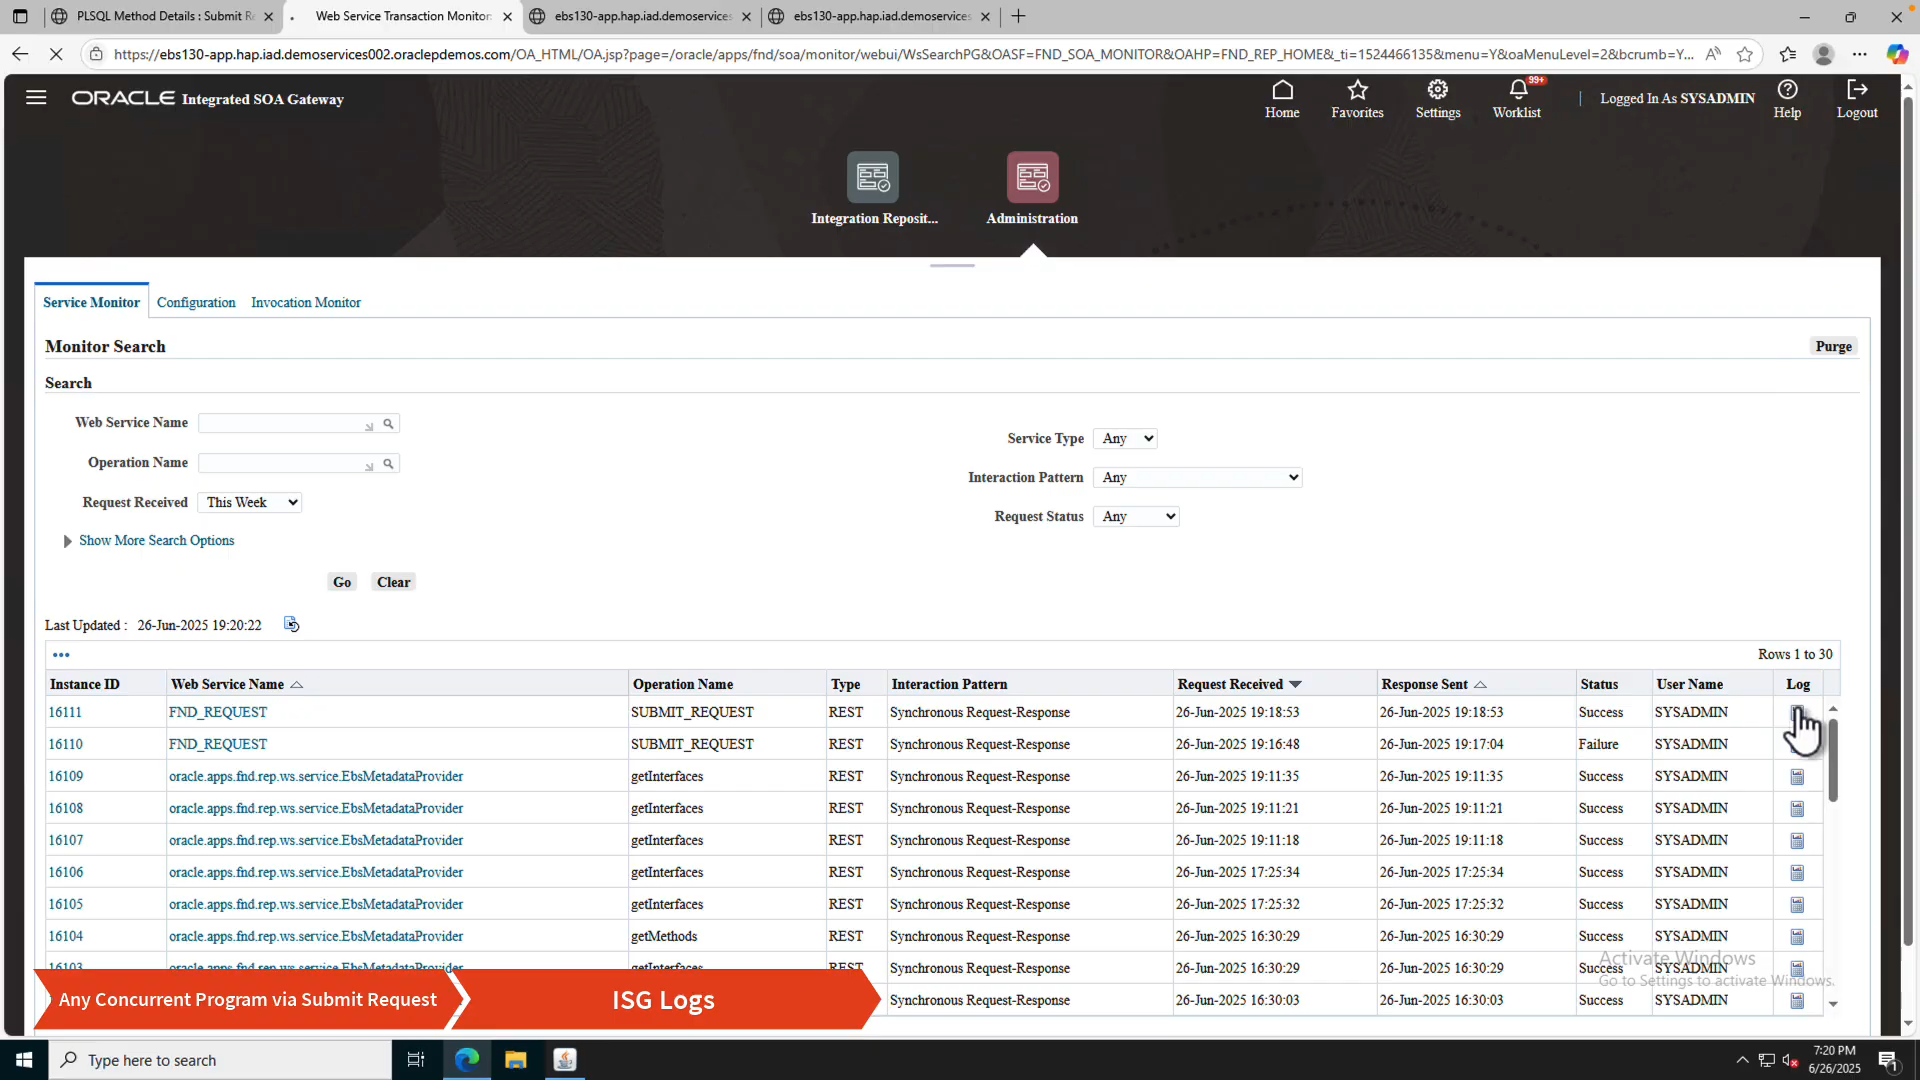 PLSQL Method Details : Submit Re
Web Service Transaction Monitor:
ebs130-app.hap.iad.demoservices
ebs130-app.hap.iad.demoservices
https://ebs130-app.hap.iad.demoservices002.oraclepdemos.com/OA_HTML/OA.jsp?page=/oracle/apps/fnd/soa/monitor/webui/WsSearchPG&OASF=FND_SOA_MONITOR&OAHP=FND_REP_HOME&_ti=1524466135&menu=Y&oaMenuLevel=2&bcrumb=Y...
ORACLE Integrated SOA Gateway
Home
Favorites
Settings
99+
Worklist
Logged In As SYSADMIN
Help
Logout
Integration Reposit...
Administration
Service Monitor Configuration Invocation Monitor
Monitor Search
Purge
Search
Web Service Name
Operation Name
Request Received This Week
Show More Search Options
Service Type Any
Interaction Pattern Any
Request Status Any
Go Clear
Last Updated : 26-Jun-2025 19:20:22
Rows 1 to 30
Instance ID Web Service Name Operation Name Type Interaction Pattern Request Received Response Sent Status User Name Log
16111 FND_REQUEST SUBMIT_REQUEST REST Synchronous Request-Response 26-Jun-2025 19:18:53 26-Jun-2025 19:18:53 Success SYSADMIN
16110 FND_REQUEST SUBMIT_REQUEST REST Synchronous Request-Response 26-Jun-2025 19:16:48 26-Jun-2025 19:17:04 Failure SYSADMIN
16109 oracle.apps.fnd.rep.ws.service.EbsMetadataProvider getInterfaces REST Synchronous Request-Response 26-Jun-2025 19:11:35 26-Jun-2025 19:11:35 Success SYSADMIN
16108 oracle.apps.fnd.rep.ws.service.EbsMetadataProvider getInterfaces REST Synchronous Request-Response 26-Jun-2025 19:11:21 26-Jun-2025 19:11:21 Success SYSADMIN
16107 oracle.apps.fnd.rep.ws.service.EbsMetadataProvider getInterfaces REST Synchronous Request-Response 26-Jun-2025 19:11:18 26-Jun-2025 19:11:18 Success SYSADMIN
16106 oracle.apps.fnd.rep.ws.service.EbsMetadataProvider getInterfaces REST Synchronous Request-Response 26-Jun-2025 17:25:34 26-Jun-2025 17:25:34 Success SYSADMIN
16105 oracle.apps.fnd.rep.ws.service.EbsMetadataProvider getInterfaces REST Synchronous Request-Response 26-Jun-2025 17:25:32 26-Jun-2025 17:25:32 Success SYSADMIN
16104 oracle.apps.fnd.rep.ws.service.EbsMetadataProvider getMethods REST Synchronous Request-Response 26-Jun-2025 16:30:29 26-Jun-2025 16:30:29 Success SYSADMIN
16103 oracle.apps.fnd.rep.ws.service.EbsMetadataProvider getInterfaces REST Synchronous Request-Response 26-Jun-2025 16:30:29 26-Jun-2025 16:30:29 Success SYSADMIN
Synchronous Request-Response 26-Jun-2025 16:30:03 26-Jun-2025 16:30:03 Success SYSADMIN
Activate Windows
Go to Settings to activate Windows.
Any Concurrent Program via Submit Request
ISG Logs
Type here to search
7:20 PM
6/26/2025
1